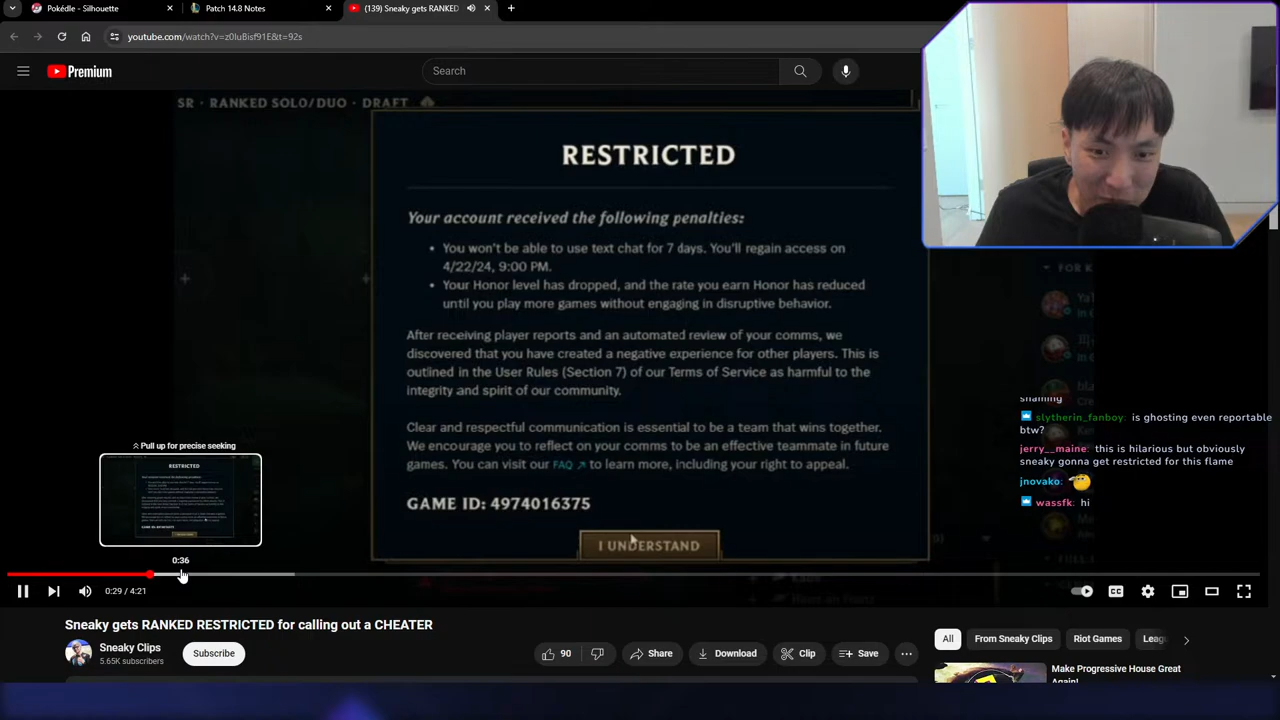 Pokédle - Silhouette
Patch 14.8 Notes
(139) Sneaky gets RANKED
youtube.com/watch?v=z0luBisf91E&t=92s
Premium
Search
SR · RANKED SOLO/DUO · DRAFT
RESTRICTED
Your account received the following penalties:
• You won't be able to use text chat for 7 days. You'll regain access on
4/22/24, 9:00 PM.
• Your Honor level has dropped, and the rate you earn Honor has reduced
until you play more games without engaging in disruptive behavior.
After receiving player reports and an automated review of your comms, we
discovered that you have created a negative experience for other players. This is
outlined in the User Rules (Section 7) of our Terms of Service as harmful to the
integrity and spirit of our community.
Clear and respectful communication is essential to be a team that wins together.
We encourage you to reflect on your comms to be an effective teammate in future
games. You can visit our FAQ ↗ to learn more, including your right to appeal.
GAME ID: 4974016375
I UNDERSTAND
FOR K
shaming
slytherin_fanboy: is ghosting even reportable
btw?
jerry__maine: this is hilarious but obviously
sneaky gonna get restricted for this flame
jnovako:
wassfk: hi
Pull up for precise seeking
RESTRICTED
0:36
0:29 / 4:21
CC
Sneaky gets RANKED RESTRICTED for calling out a CHEATER
Sneaky Clips
5.65K subscribers
Subscribe
90
Share
Download
Clip
Save
All
From Sneaky Clips
Riot Games
Leag
Make Progressive House Great
Again!